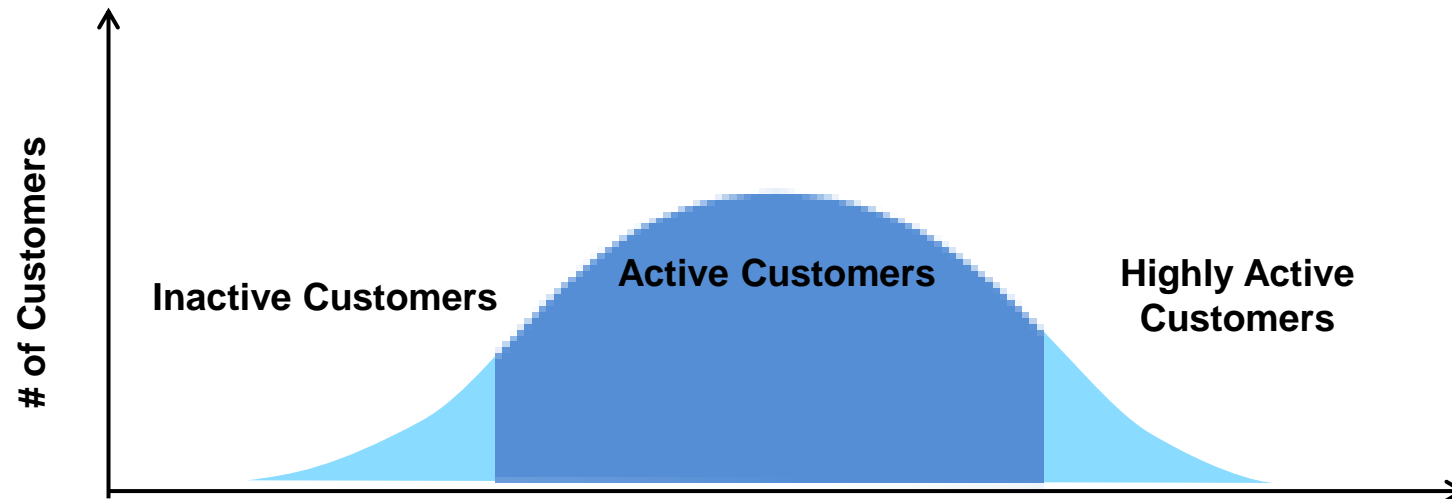 # of Customers
Inactive Customers
Active Customers
Highly Active
Customers